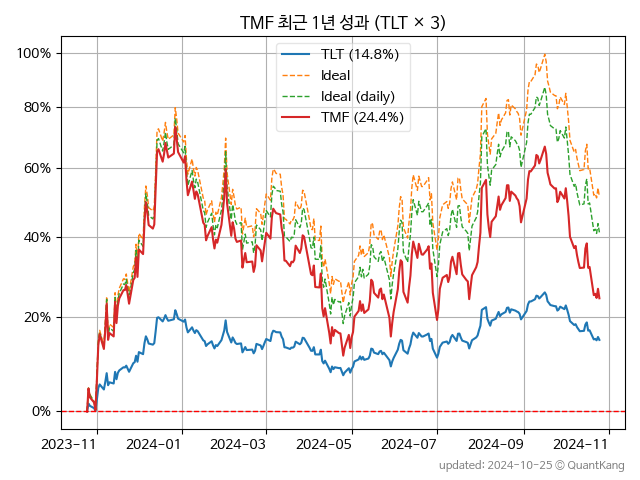 TMF 최근 1년 성과 (TLT × 3)
100%
80%
60%
40%
20%
0%
TLT (14.8%)
Ideal
Ideal (daily)
TMF (24.4%)
2023-11
2024-01
2024-03
2024-05
2024-07
2024-09
2024-11
updated: 2024-10-25 © QuantKang